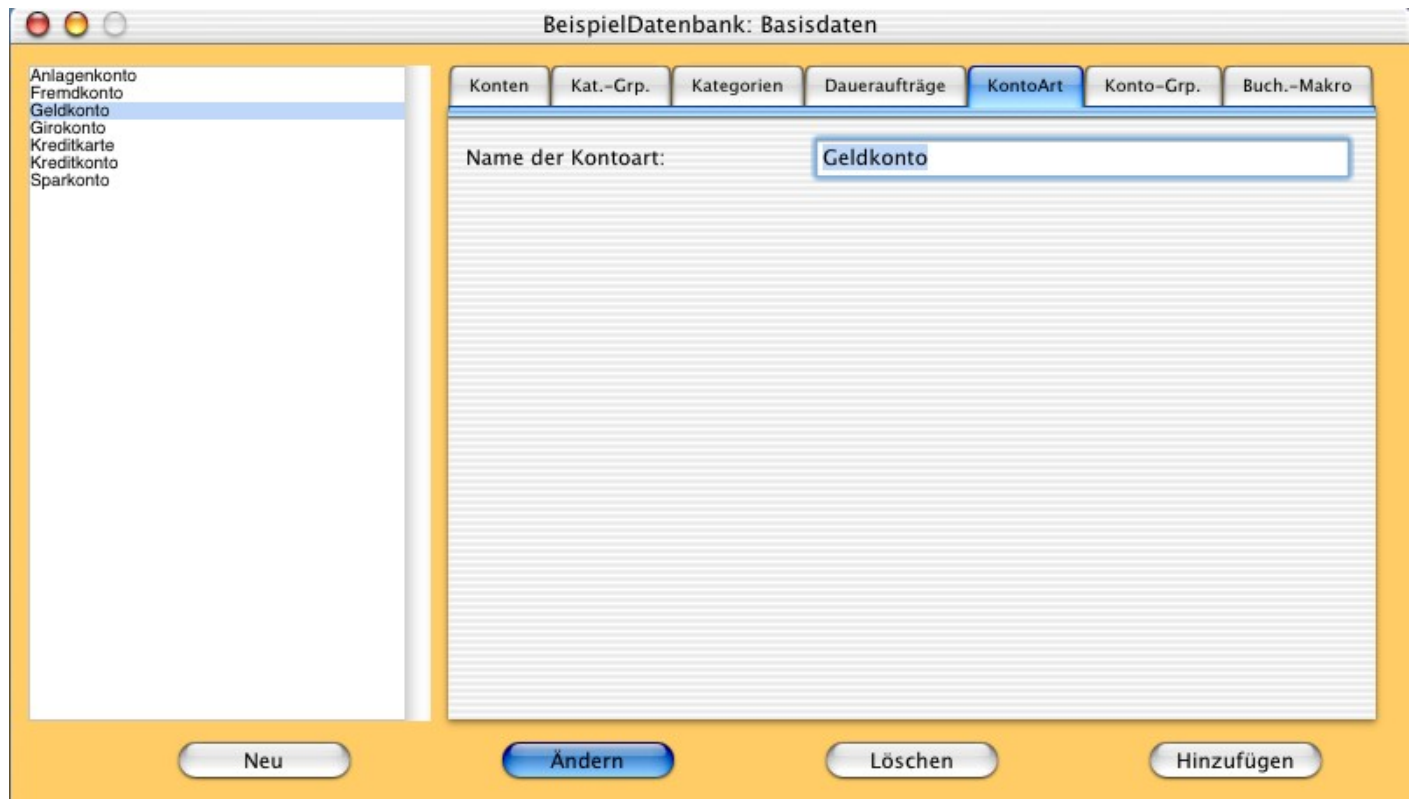 BeispielDatenbank: Basisdaten
Anlagenkonto
Fremdkonto
Geldkonto
Girokonto
Kreditkarte
Kreditkonto
Sparkonto
Konten Kat.-Grp. Kategorien Daueraufträge KontoArt Konto-Grp. Buch.-Makro
Name der Kontoart: Geldkonto
Neu Ändern Löschen Hinzufügen